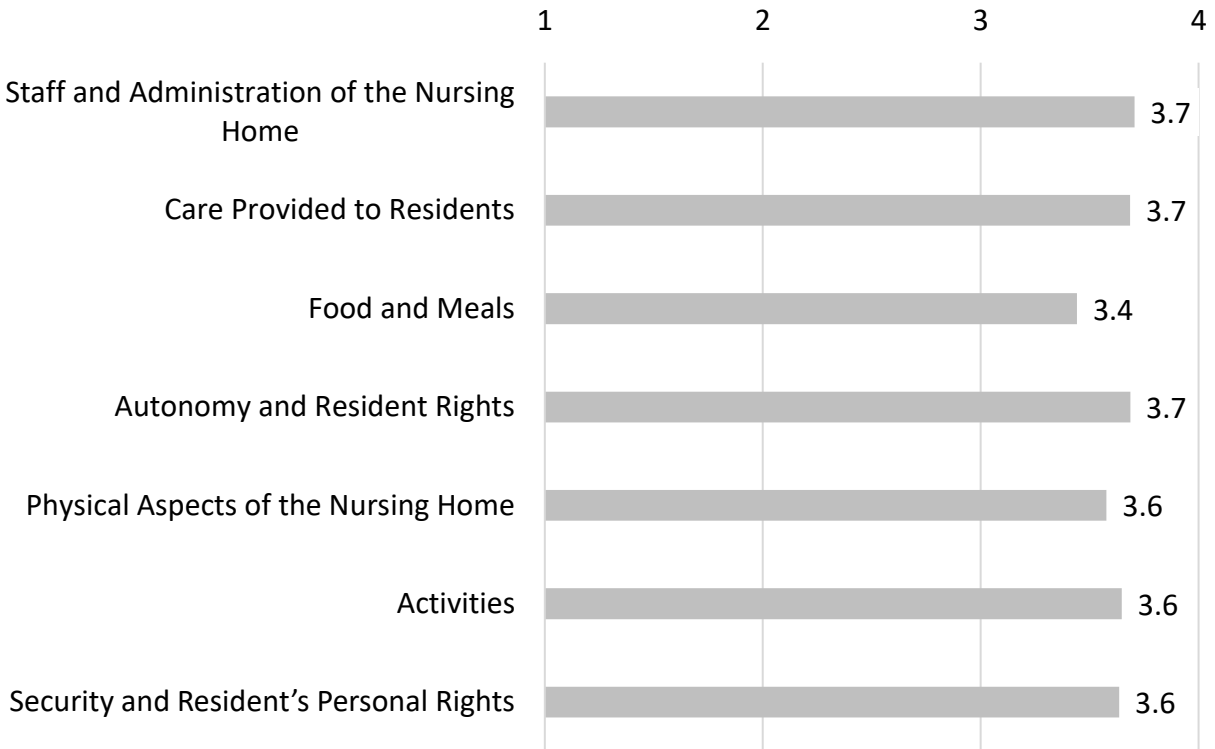 1 2 3 4
Staff and Administration of the Nursing
Home
3.7
Care Provided to Residents 3.7
Food and Meals 3.4
Autonomy and Resident Rights 3.7
Physical Aspects of the Nursing Home 3.6
Activities 3.6
Security and Resident’s Personal Rights 3.6